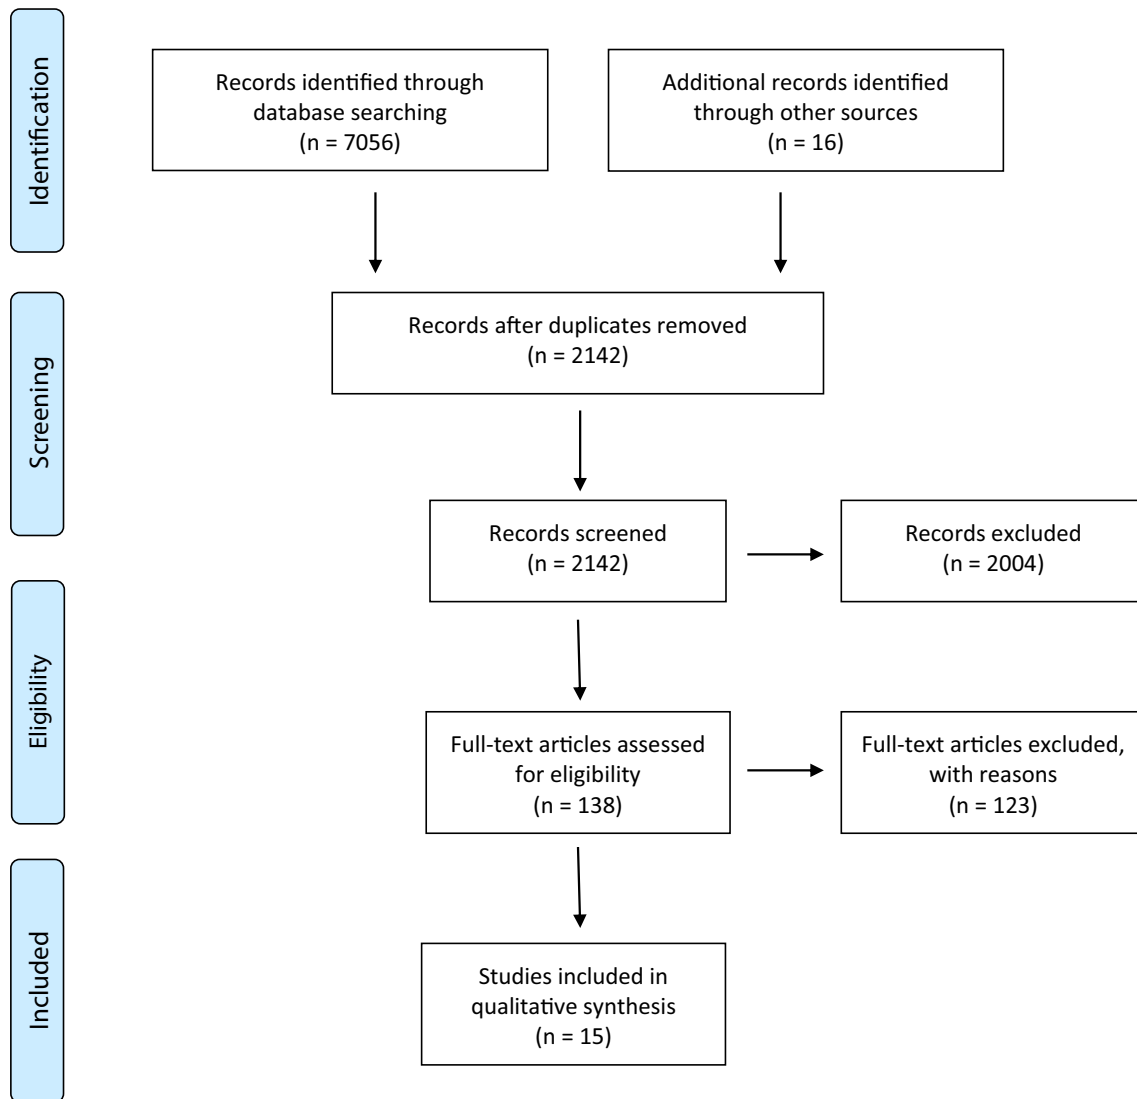 Identification
Records identified through
database searching
(n = 7056)
Additional records identified
through other sources
(n = 16)
Screening
Records after duplicates removed
(n = 2142)
Records screened
(n = 2142)
Records excluded
(n = 2004)
Eligibility
Full-text articles assessed
for eligibility
(n = 138)
Full-text articles excluded,
with reasons
(n = 123)
Included
Studies included in
qualitative synthesis
(n = 15)